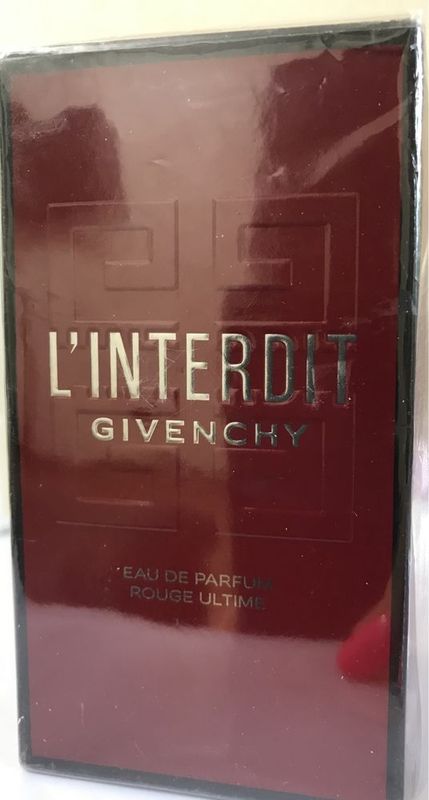 L'INTERDIT
GIVENCHY
EAU DE PARFUM
ROUGE ULTIME